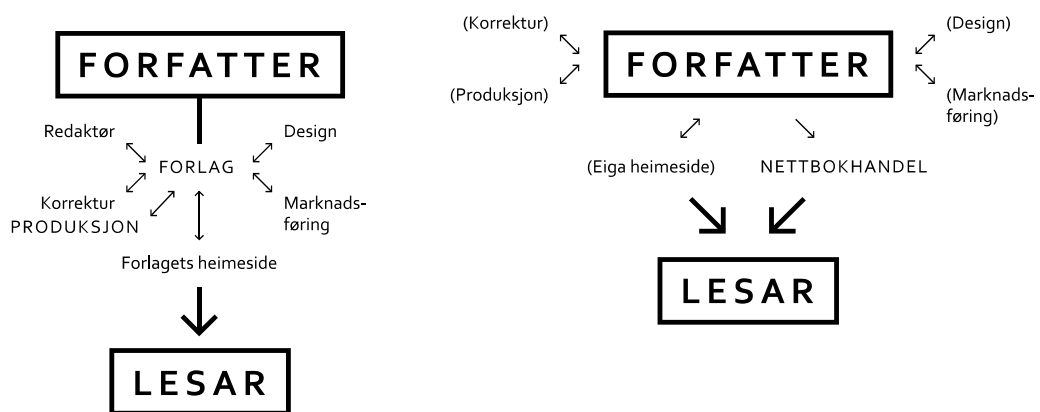 FORFATTER
Redaktør
Design
FORLAG
Korrektur
PRODUKSJON
Marknads-
føring
Forlagets heimeside
LESAR
(Korrektur)
(Design)
FORFATTER
(Produksjon)
(Marknads-
føring)
(Eiga heimeside)
NETTBOKHANDEL
LESAR